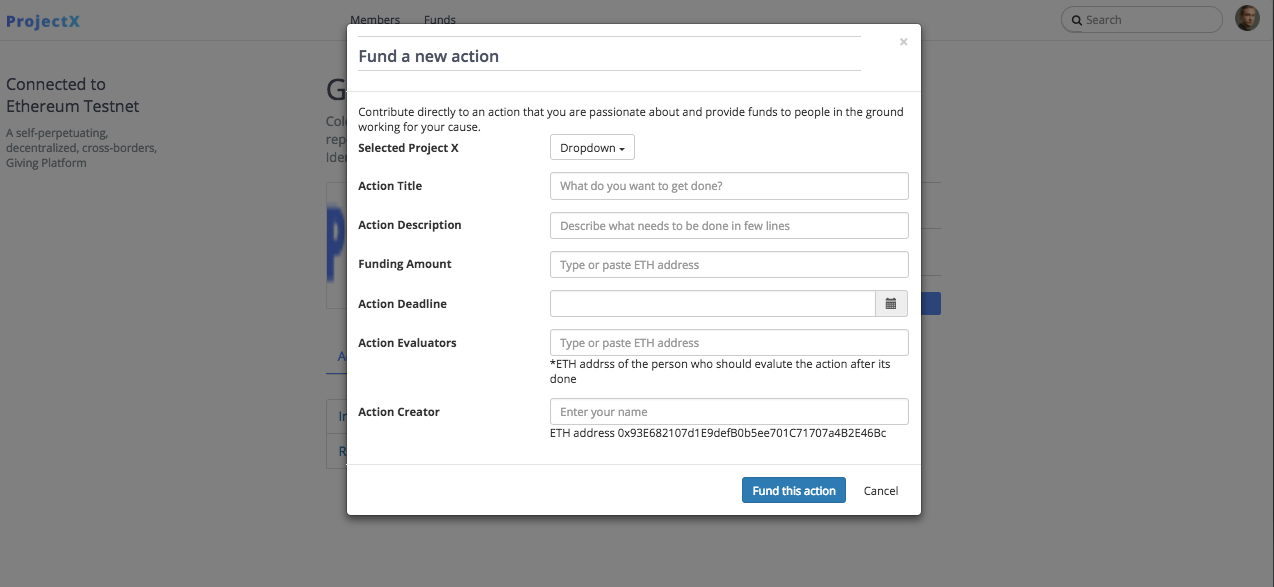 ProjectX
Members Funds
Search
Connected to
Ethereum Testnet
A self-perpetuating,
decentralized, cross-borders,
Giving Platform
Fund a new action
×
Contribute directly to an action that you are passionate about and provide funds to people in the ground
working for your cause.
Selected Project X Dropdown
Action Title What do you want to get done?
Action Description Describe what needs to be done in few lines
Funding Amount Type or paste ETH address
Action Deadline
Action Evaluators Type or paste ETH address
*ETH addrss of the person who should evalute the action after its
done
Action Creator Enter your name
ETH address 0x93E682107d1E9defB0b5ee701C71707a4B2E46Bc
Fund this action Cancel